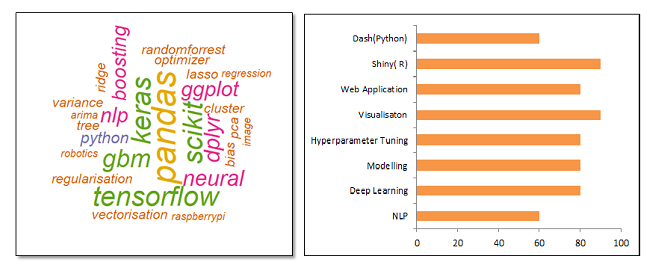 randomforrest
optimizer
boosting
ridge
lasso regression
ggplot
variance
arima
nlp
tree
keras
pandas
scikit
cluster
dplyr
bias pca image
python
robotics
gbm
regularisation
neural
tensorflow
vectorisation raspberrypi
Dash(Python)
Shiny( R)
Web Application
Visualisaton
Hyperparameter Tuning
Modelling
Deep Learning
NLP
0 20 40 60 80 100